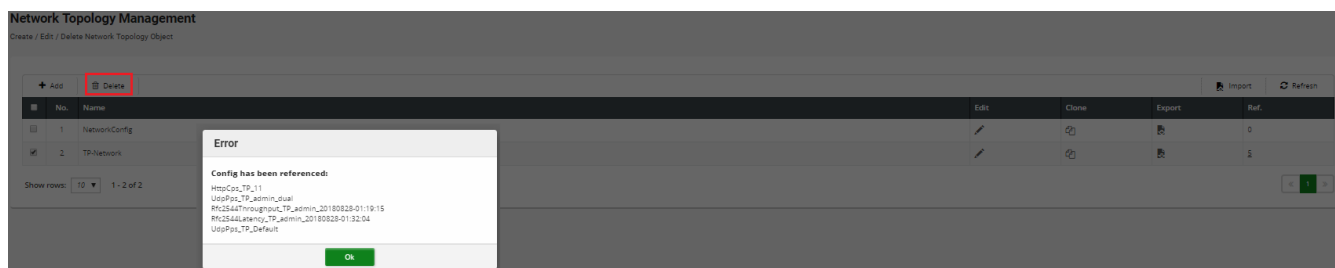 Network Topology Management
Create / Edit / Delete Network Topology Object
+ Add Delete Import Refresh
No. Name Edit Clone Export Ref.
1 NetworkConfig 0
2 TP-Network 5
Show rows: 10 ▼ 1 - 2 of 2 « 1 »
Error
Config has been referenced:
HttpCps_TP_11
UdpPps_TP_admin_dual
Rfc2544Throughput_TP_admin_20180828-01:19:15
Rfc2544Latency_TP_admin_20180828-01:32:04
UdpPps_TP_Default
Ok